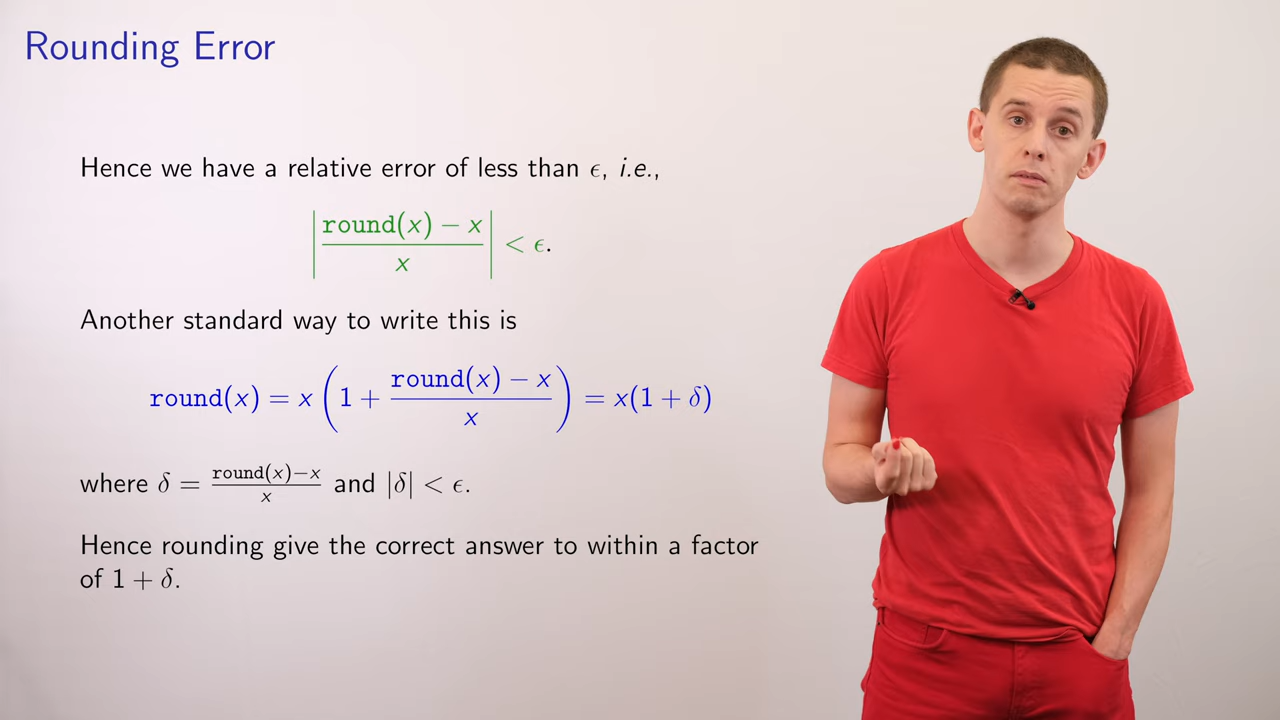 Rounding Error
Hence we have a relative error of less than ϵ, i.e.,
|(round(x) − x)/x| < ϵ.
Another standard way to write this is
round(x) = x (1 + (round(x) − x)/x) = x(1 + δ)
where δ = (round(x)−x)/x and |δ| < ϵ.
Hence rounding give the correct answer to within a factor
of 1 + δ.